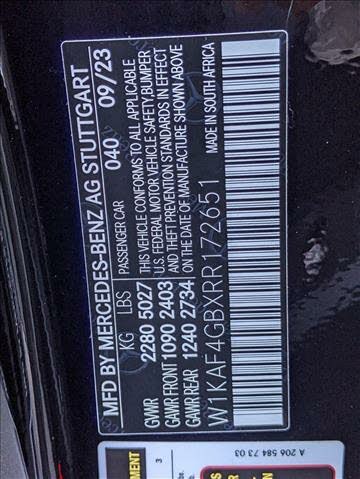 MFD BY MERCEDES-BENZ AG STUTTGART
040 09/23
PASSENGER CAR
KG LBS
GVWR 2280 5027
GAWR FRONT 1090 2403
GAWR REAR 1240 2734
THIS VEHICLE CONFORMS TO ALL APPLICABLE
U.S. FEDERAL MOTOR VEHICLE SAFETY, BUMPER
AND THEFT PREVENTION STANDARDS IN EFFECT
ON THE DATE OF MANUFACTURE SHOWN ABOVE
MADE IN SOUTH AFRICA
W1KAF4GBXRR172651
A 206 584 73 03
3